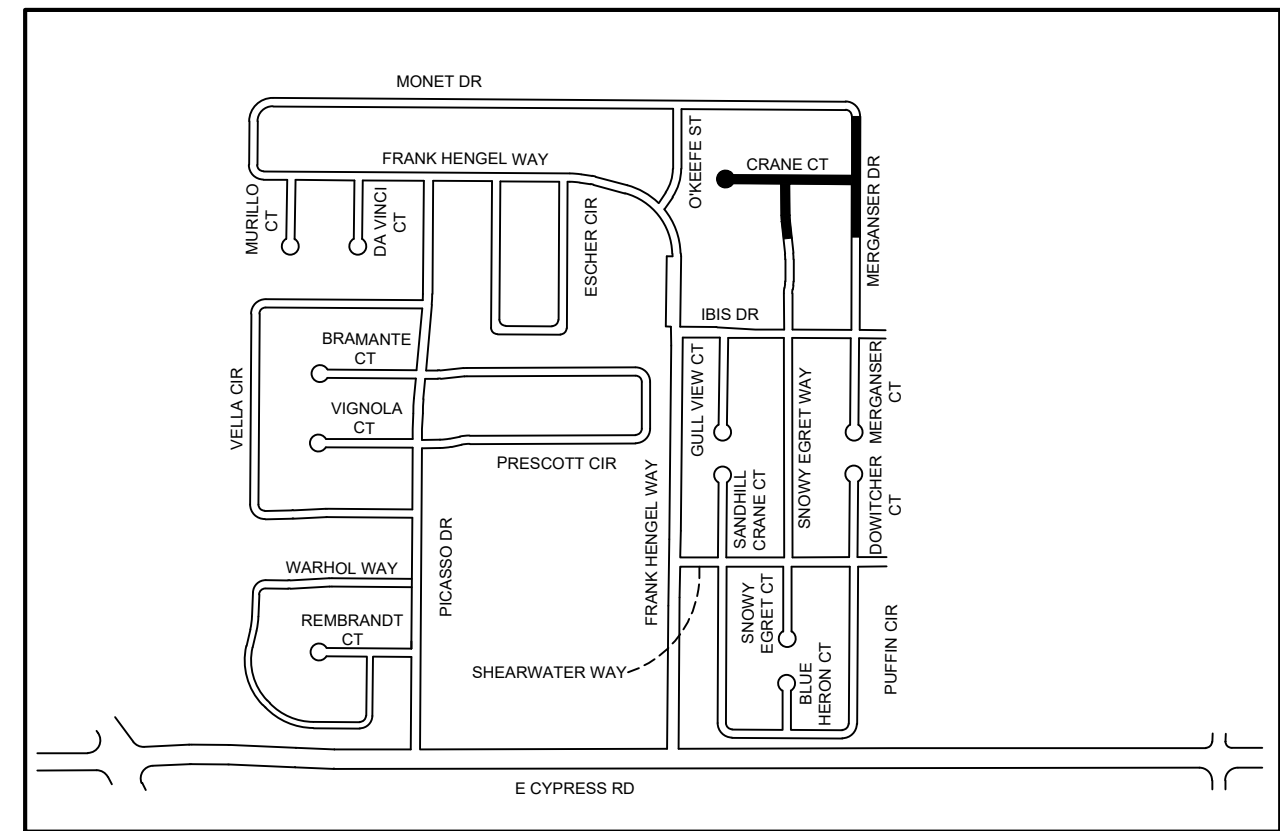 MONET DR
FRANK HENGEL WAY
O'KEEFE ST
CRANE CT
MERGANSER DR
MURILLO
CT
DA VINCI
CT
ESCHER CIR
IBIS DR
BRAMANTE
CT
VELLA CIR
VIGNOLA
CT
PRESCOTT CIR
GULL VIEW CT
SNOWY EGRET WAY
MERGANSER
CT
SANDHILL
CRANE CT
DOWITCHER
CT
PICASSO DR
FRANK HENGEL WAY
WARHOL WAY
REMBRANDT
CT
SHEARWATER WAY
SNOWY
EGRET CT
BLUE
HERON CT
PUFFIN CIR
E CYPRESS RD